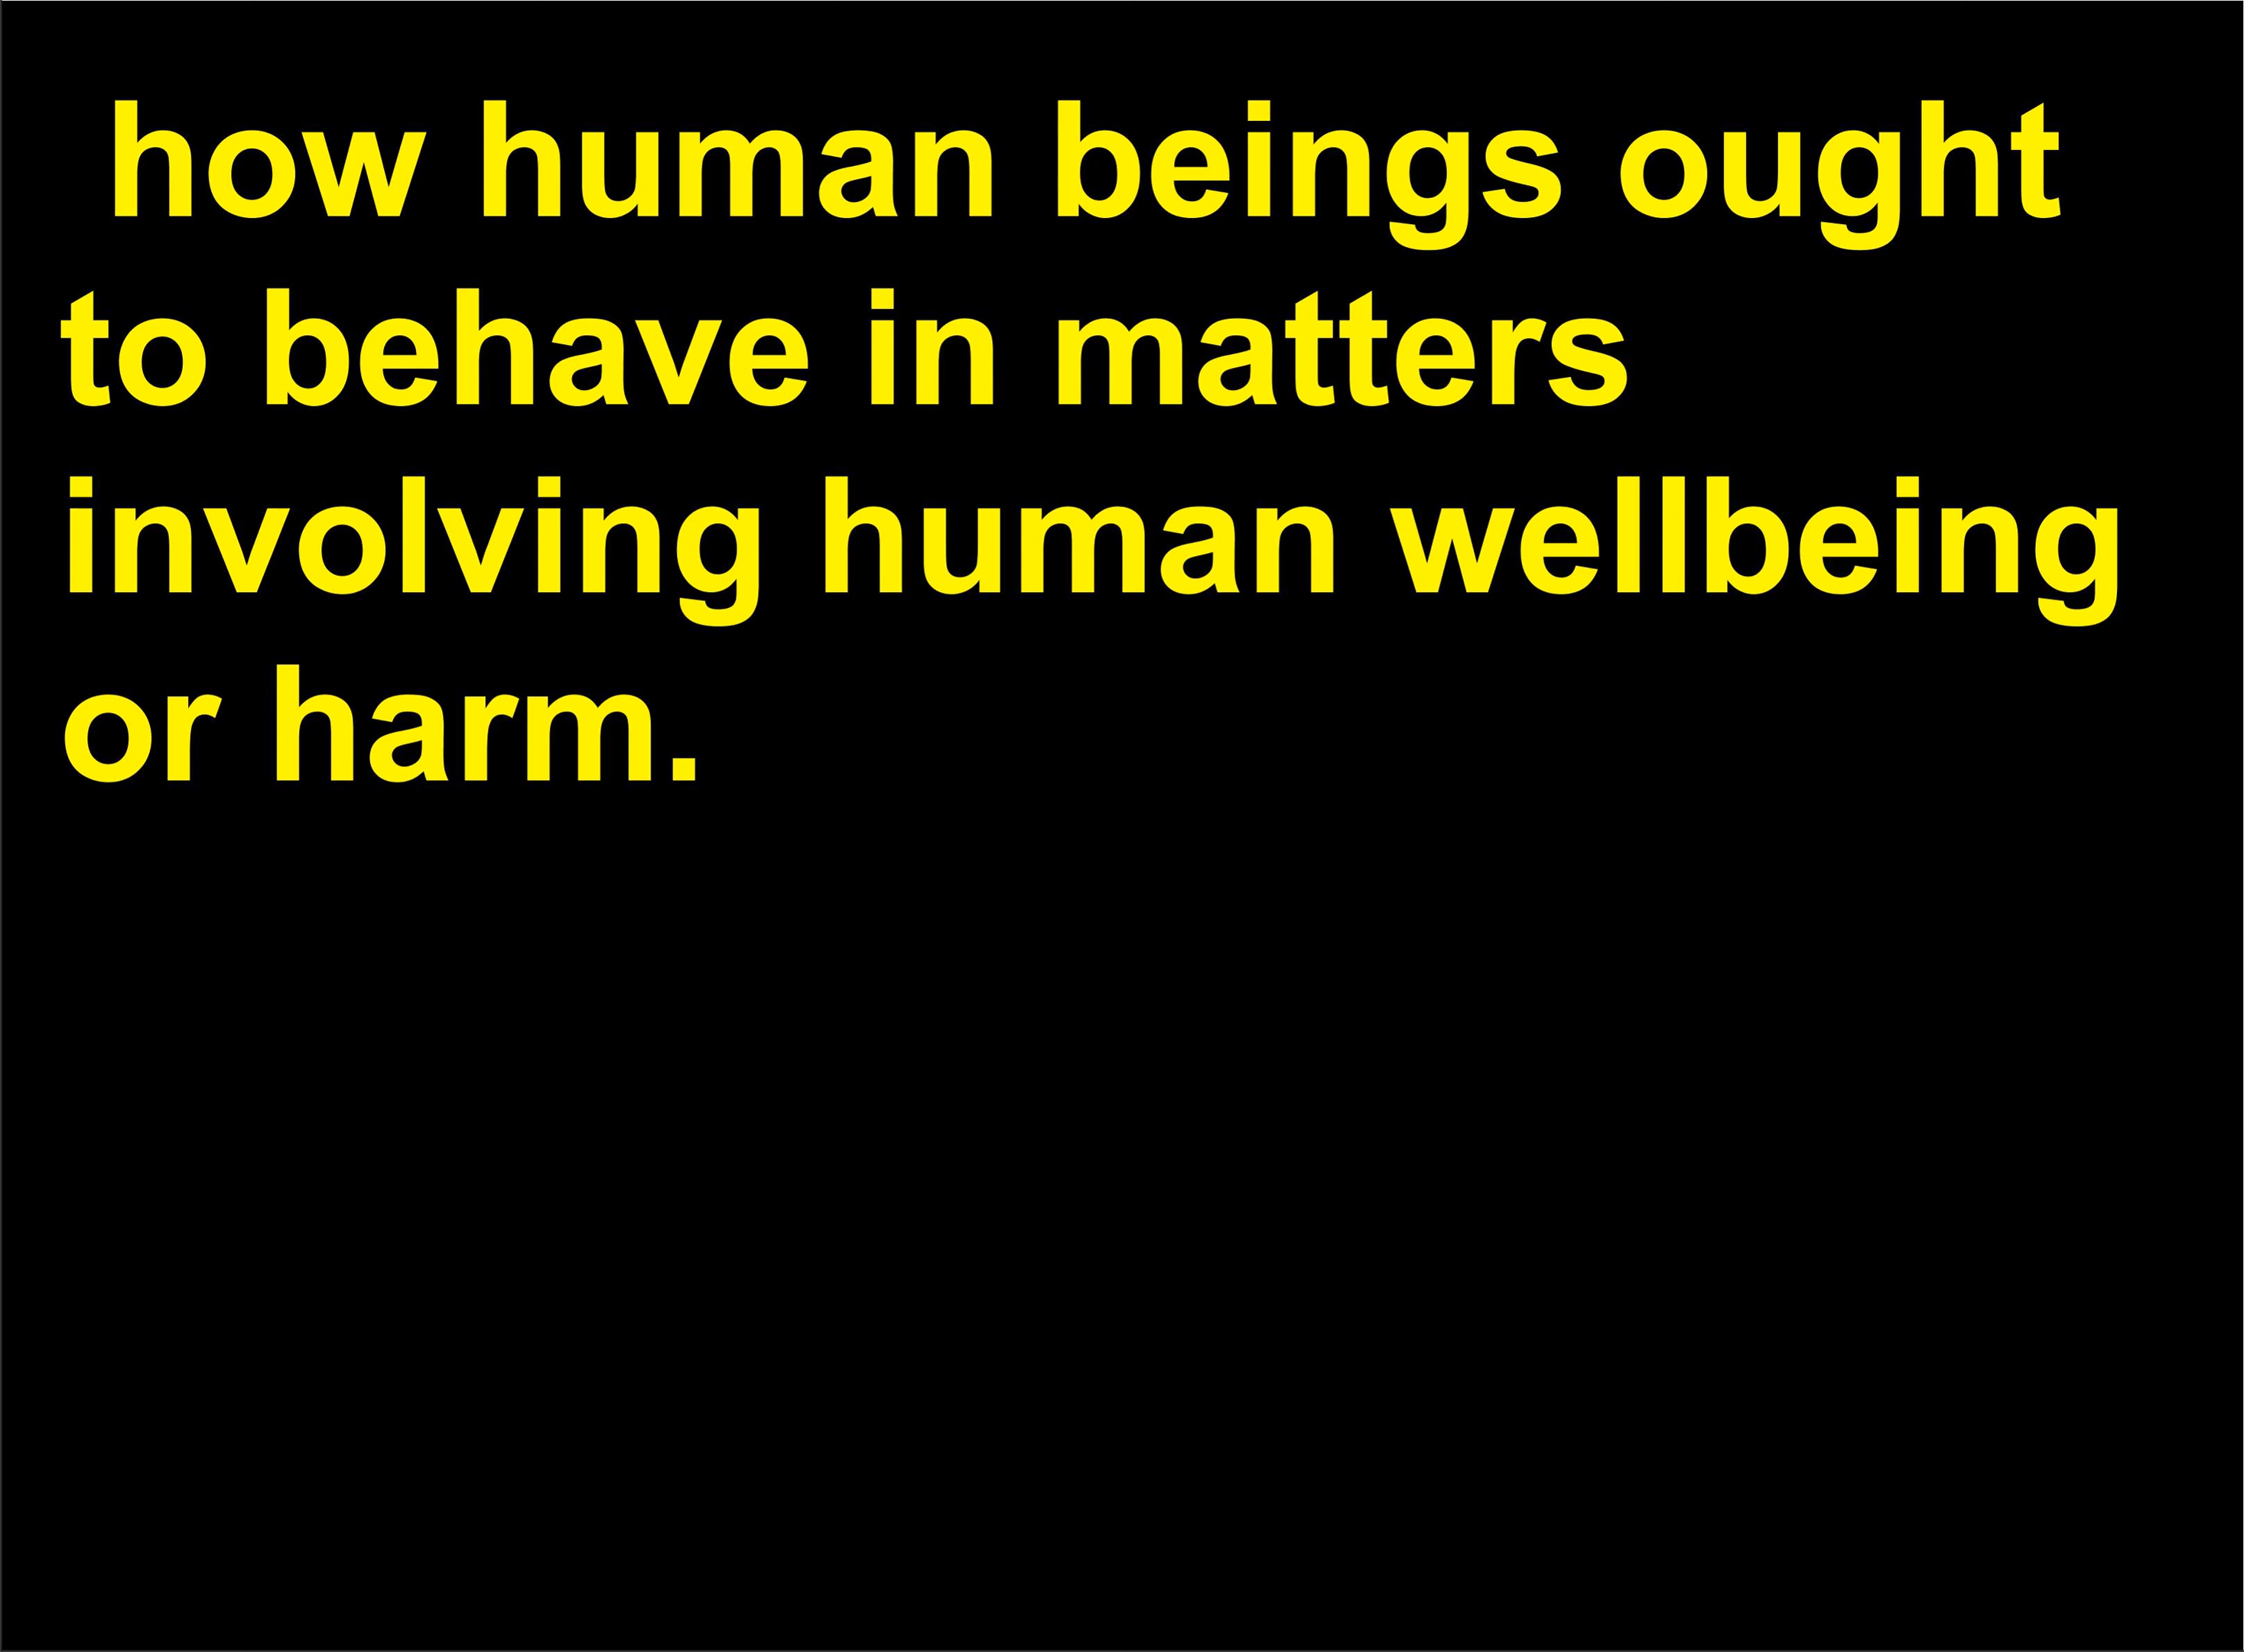 how human beings ought
to behave in matters
involving human wellbeing
or harm.